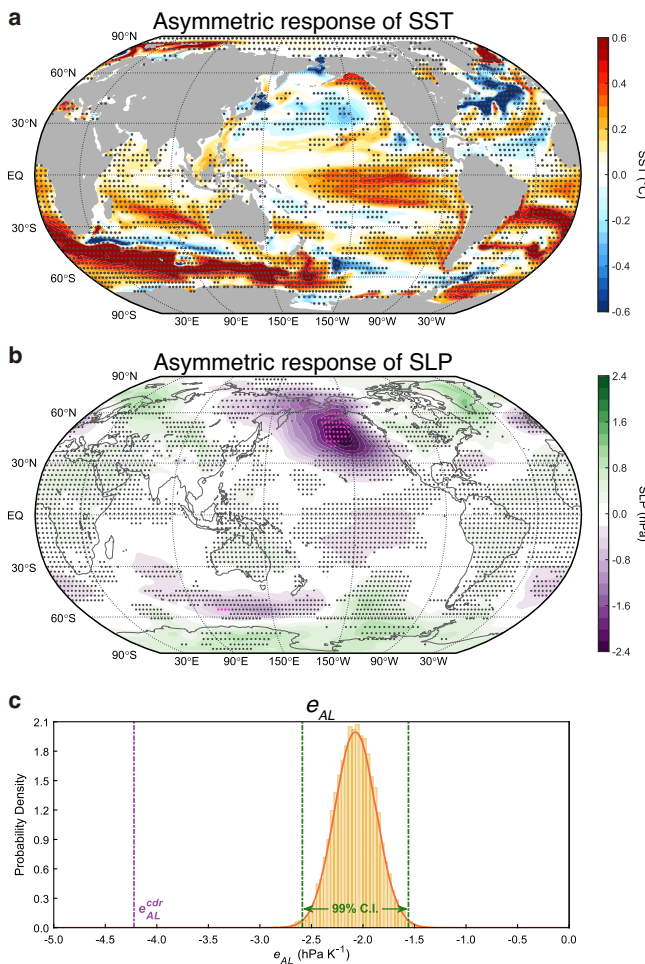 a
Asymmetric response of SST
90°N
60°N
30°N
EQ
30°S
60°S
90°S
30°E 90°E 150°E 150°W 90°W 30°W
0.6
0.4
0.2
0
-0.2
-0.4
-0.6
SST (°C)
b
Asymmetric response of SLP
90°N
60°N
30°N
EQ
30°S
60°S
90°S
30°E 90°E 150°E 150°W 90°W 30°W
2.4
1.6
0.8
0
-0.8
-1.6
-2.4
SLP (hPa)
c
e_AL
Probability Density
2.1
1.8
1.5
1.2
0.9
0.6
0.3
0.0
e_AL^cdr
99% C.I.
-5.0 -4.5 -4.0 -3.5 -3.0 -2.5 -2.0 -1.5 -1.0 -0.5 0.0
e_AL (hPa K⁻¹)